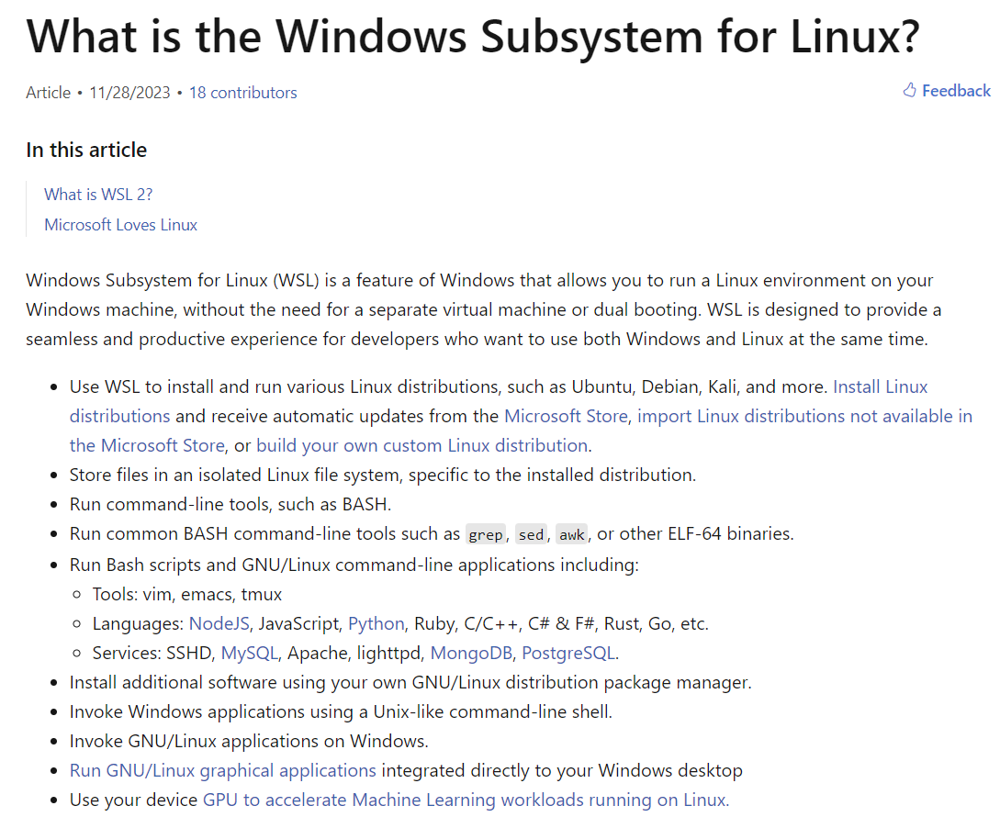 What is the Windows Subsystem for Linux?
Article • 11/28/2023 • 18 contributors
Feedback
In this article
What is WSL 2?
Microsoft Loves Linux
Windows Subsystem for Linux (WSL) is a feature of Windows that allows you to run a Linux environment on your
Windows machine, without the need for a separate virtual machine or dual booting. WSL is designed to provide a
seamless and productive experience for developers who want to use both Windows and Linux at the same time.
• Use WSL to install and run various Linux distributions, such as Ubuntu, Debian, Kali, and more. Install Linux
distributions and receive automatic updates from the Microsoft Store, import Linux distributions not available in
the Microsoft Store, or build your own custom Linux distribution.
• Store files in an isolated Linux file system, specific to the installed distribution.
• Run command-line tools, such as BASH.
• Run common BASH command-line tools such as grep, sed, awk, or other ELF-64 binaries.
• Run Bash scripts and GNU/Linux command-line applications including:
◦ Tools: vim, emacs, tmux
◦ Languages: NodeJS, JavaScript, Python, Ruby, C/C++, C# & F#, Rust, Go, etc.
◦ Services: SSHD, MySQL, Apache, lighttpd, MongoDB, PostgreSQL.
• Install additional software using your own GNU/Linux distribution package manager.
• Invoke Windows applications using a Unix-like command-line shell.
• Invoke GNU/Linux applications on Windows.
• Run GNU/Linux graphical applications integrated directly to your Windows desktop
• Use your device GPU to accelerate Machine Learning workloads running on Linux.